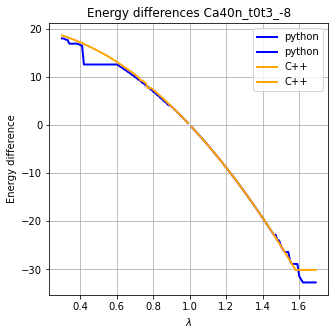 Energy differences Ca40n_t0t3_-8
python
python
C++
C++
20
10
0
−10
−20
−30
Energy difference
0.4 0.6 0.8 1.0 1.2 1.4 1.6
λ